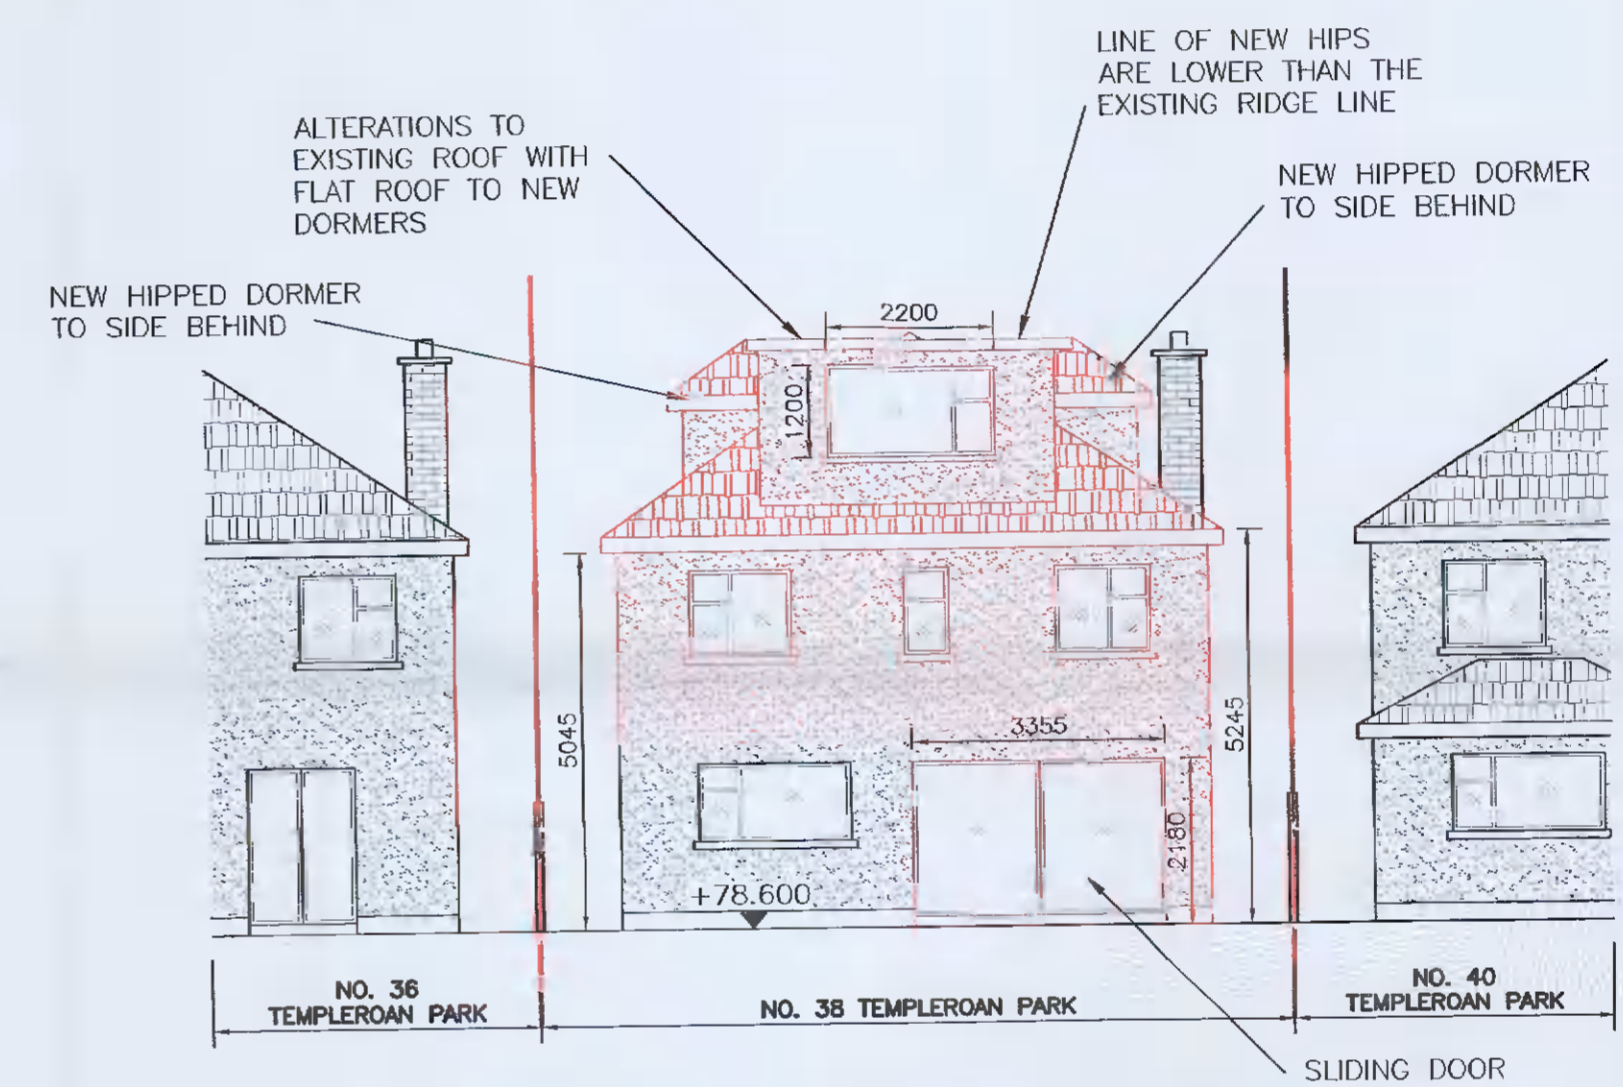 LINE OF NEW HIPS
ARE LOWER THAN THE
EXISTING RIDGE LINE
ALTERATIONS TO
EXISTING ROOF WITH
FLAT ROOF TO NEW
DORMERS
NEW HIPPED DORMER
TO SIDE BEHIND
NEW HIPPED DORMER
TO SIDE BEHIND
2200
1200
5045
3355
5245
2180
+78.600
NO. 36
TEMPLEROAN PARK
NO. 38 TEMPLEROAN PARK
NO. 40
TEMPLEROAN PARK
SLIDING DOOR